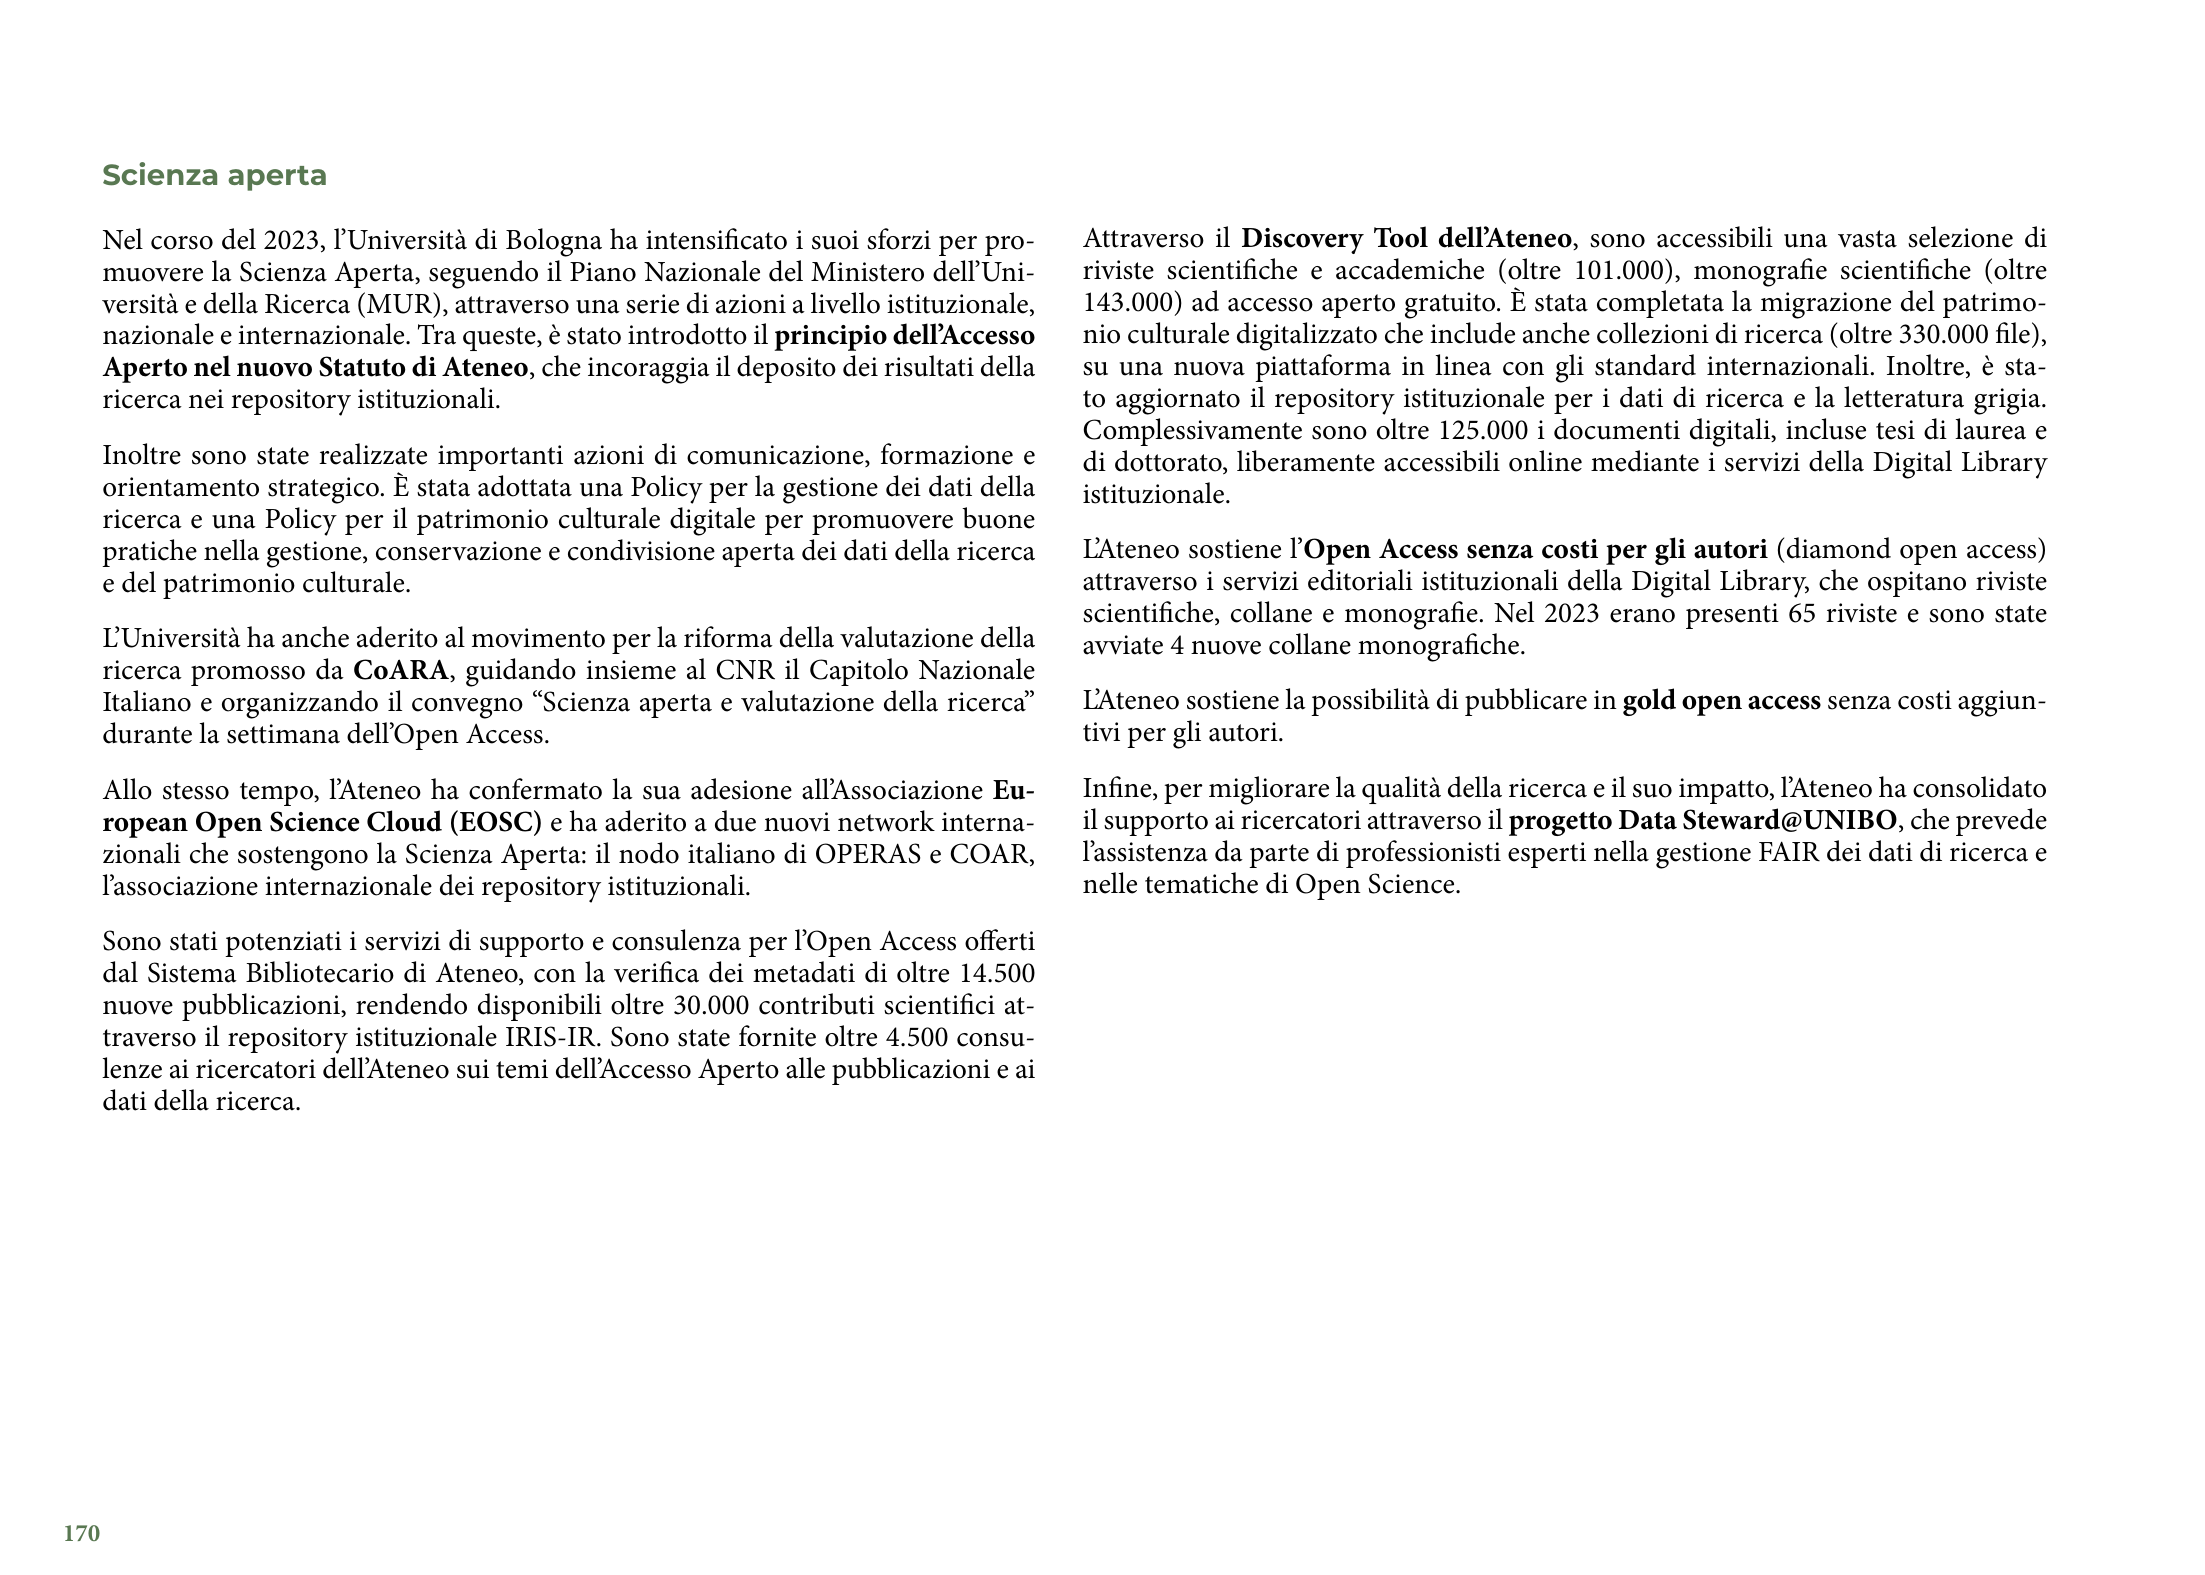 Scienza aperta
Nel corso del 2023, l’Università di Bologna ha intensificato i suoi sforzi per pro-
muovere la Scienza Aperta, seguendo il Piano Nazionale del Ministero dell’Uni-
versità e della Ricerca (MUR), attraverso una serie di azioni a livello istituzionale,
nazionale e internazionale. Tra queste, è stato introdotto il principio dell’Accesso
Aperto nel nuovo Statuto di Ateneo, che incoraggia il deposito dei risultati della
ricerca nei repository istituzionali.
Inoltre sono state realizzate importanti azioni di comunicazione, formazione e
orientamento strategico. È stata adottata una Policy per la gestione dei dati della
ricerca e una Policy per il patrimonio culturale digitale per promuovere buone
pratiche nella gestione, conservazione e condivisione aperta dei dati della ricerca
e del patrimonio culturale.
L’Università ha anche aderito al movimento per la riforma della valutazione della
ricerca promosso da CoARA, guidando insieme al CNR il Capitolo Nazionale
Italiano e organizzando il convegno “Scienza aperta e valutazione della ricerca”
durante la settimana dell’Open Access.
Allo stesso tempo, l’Ateneo ha confermato la sua adesione all’Associazione Eu-
ropean Open Science Cloud (EOSC) e ha aderito a due nuovi network interna-
zionali che sostengono la Scienza Aperta: il nodo italiano di OPERAS e COAR,
l’associazione internazionale dei repository istituzionali.
Sono stati potenziati i servizi di supporto e consulenza per l’Open Access offerti
dal Sistema Bibliotecario di Ateneo, con la verifica dei metadati di oltre 14.500
nuove pubblicazioni, rendendo disponibili oltre 30.000 contributi scientifici at-
traverso il repository istituzionale IRIS-IR. Sono state fornite oltre 4.500 consu-
lenze ai ricercatori dell’Ateneo sui temi dell’Accesso Aperto alle pubblicazioni e ai
dati della ricerca.
Attraverso il Discovery Tool dell’Ateneo, sono accessibili una vasta selezione di
riviste scientifiche e accademiche (oltre 101.000), monografie scientifiche (oltre
143.000) ad accesso aperto gratuito. È stata completata la migrazione del patrimo-
nio culturale digitalizzato che include anche collezioni di ricerca (oltre 330.000 file),
su una nuova piattaforma in linea con gli standard internazionali. Inoltre, è sta-
to aggiornato il repository istituzionale per i dati di ricerca e la letteratura grigia.
Complessivamente sono oltre 125.000 i documenti digitali, incluse tesi di laurea e
di dottorato, liberamente accessibili online mediante i servizi della Digital Library
istituzionale.
L’Ateneo sostiene l’Open Access senza costi per gli autori (diamond open access)
attraverso i servizi editoriali istituzionali della Digital Library, che ospitano riviste
scientifiche, collane e monografie. Nel 2023 erano presenti 65 riviste e sono state
avviate 4 nuove collane monografiche.
L’Ateneo sostiene la possibilità di pubblicare in gold open access senza costi aggiun-
tivi per gli autori.
Infine, per migliorare la qualità della ricerca e il suo impatto, l’Ateneo ha consolidato
il supporto ai ricercatori attraverso il progetto Data Steward@UNIBO, che prevede
l’assistenza da parte di professionisti esperti nella gestione FAIR dei dati di ricerca e
nelle tematiche di Open Science.
170